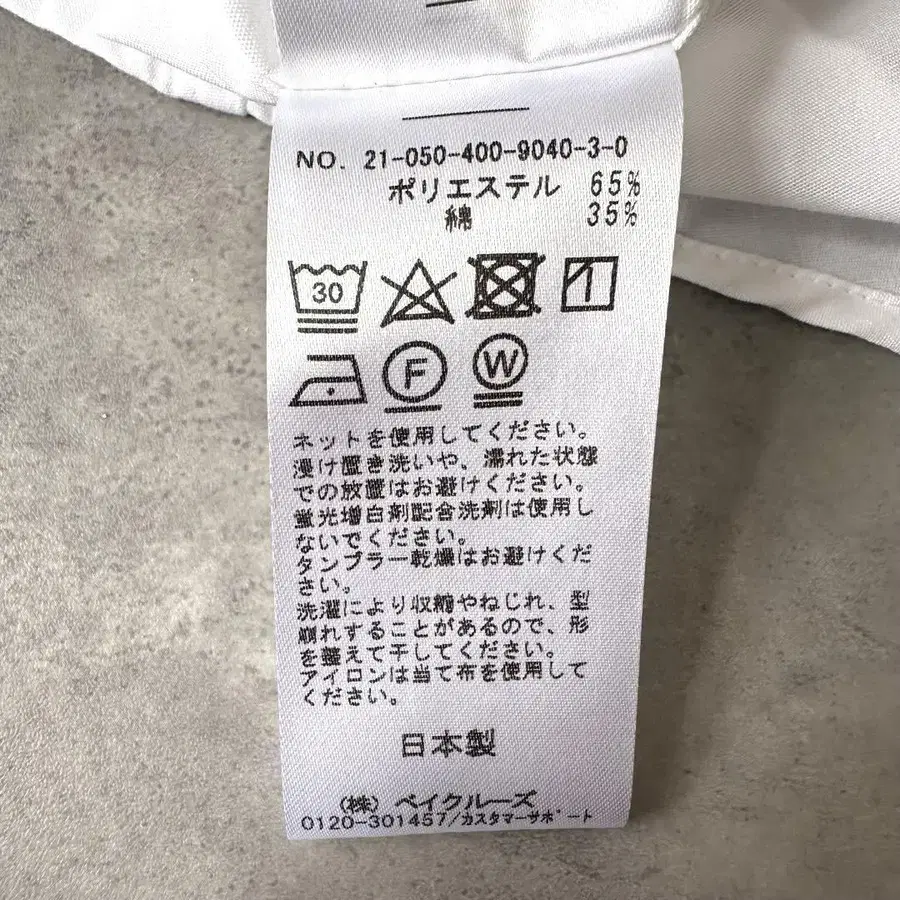 NO. 21-050-400-9040-3-0
ポリエステル 65%
綿 35%
30
F W
ネットを使用してください。
浸け置き洗いや、濡れた状態
での放置はお避けください。
蛍光増白剤配合洗剤は使用し
ないでください。
タンブラー乾燥はお避けくだ
さい。
洗濯により収縮やねじれ、型
崩れすることがあるので、形
を整えて干してください。
アイロンは当て布を使用して
ください。
日本製
(株) ベイクルーズ
0120-301457/カスタマーサポート